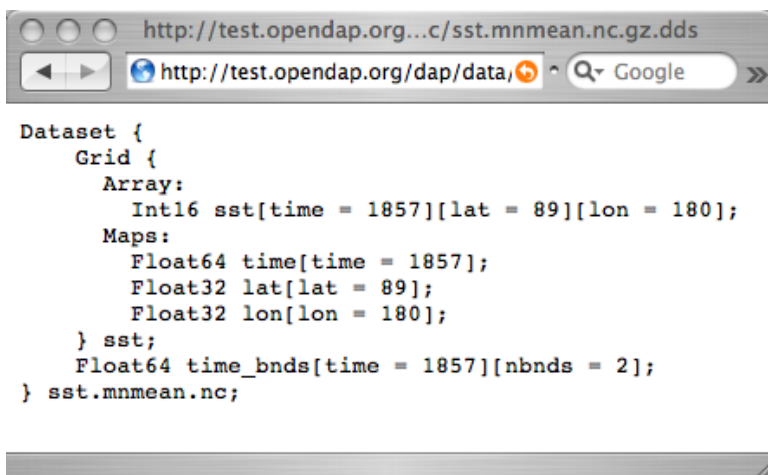 http://test.opendap.org...c/sst.mnmean.nc.gz.dds
http://test.opendap.org/dap/data/ Google
Dataset {
    Grid {
      Array:
        Int16 sst[time = 1857][lat = 89][lon = 180];
      Maps:
        Float64 time[time = 1857];
        Float32 lat[lat = 89];
        Float32 lon[lon = 180];
    } sst;
    Float64 time_bnds[time = 1857][nbnds = 2];
} sst.mnmean.nc;